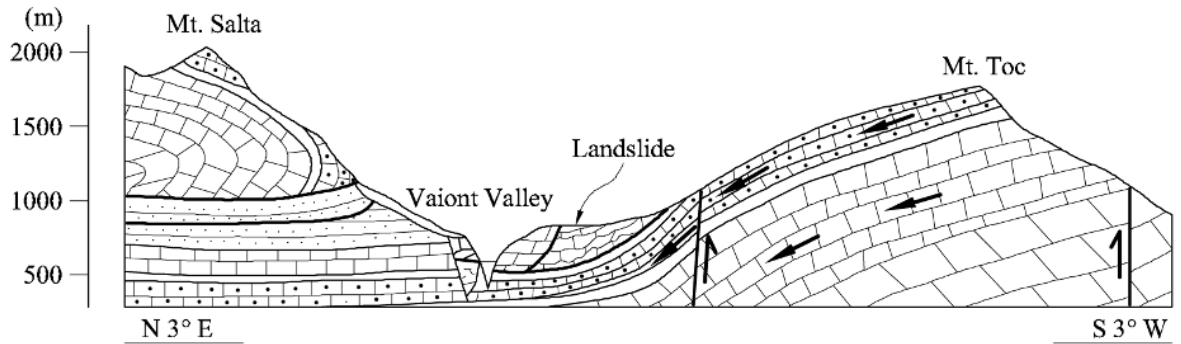 (m)
Mt. Salta
2000
Mt. Toc
1500
Landslide
1000
Vaiont Valley
500
N 3° E
S 3° W